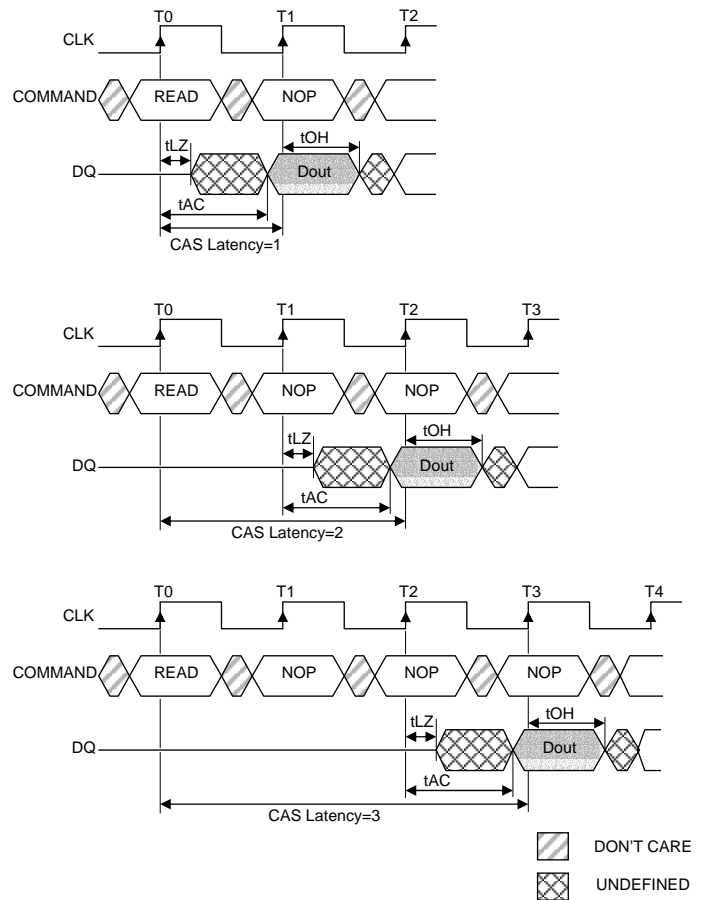 T0 T1 T2
CLK
COMMAND READ NOP
tLZ tOH
DQ Dout
tAC
CAS Latency=1
T0 T1 T2 T3
CLK
COMMAND READ NOP NOP
tLZ tOH
DQ Dout
tAC
CAS Latency=2
T0 T1 T2 T3 T4
CLK
COMMAND READ NOP NOP NOP
tLZ tOH
DQ Dout
tAC
CAS Latency=3
DON'T CARE
UNDEFINED